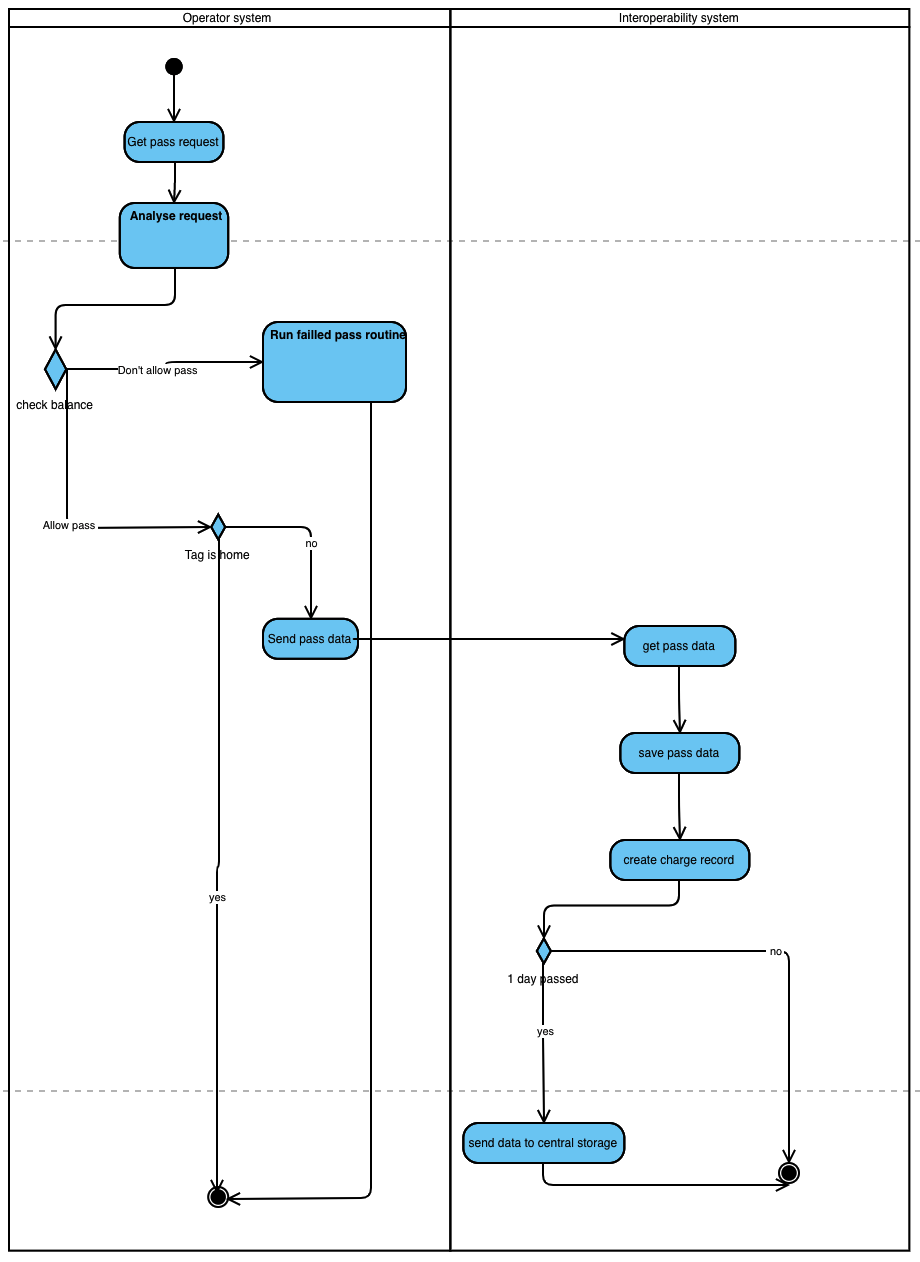 Operator system
Interoperability system
Get pass request
Analyse request
Run failled pass routine
Don't allow pass
check balance
Allow pass
Tag is home
no
Send pass data
get pass data
save pass data
create charge record
yes
no
1 day passed
yes
send data to central storage